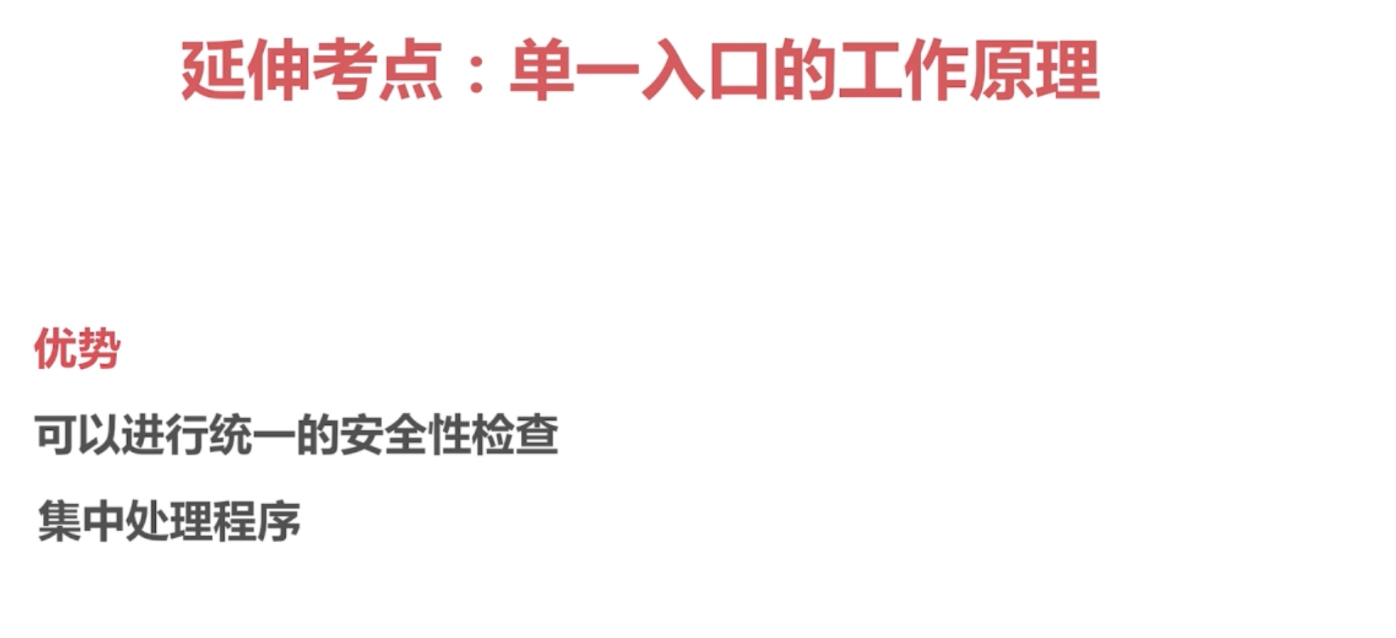 延伸考点：单一入口的工作原理
优势
可以进行统一的安全性检查
集中处理程序